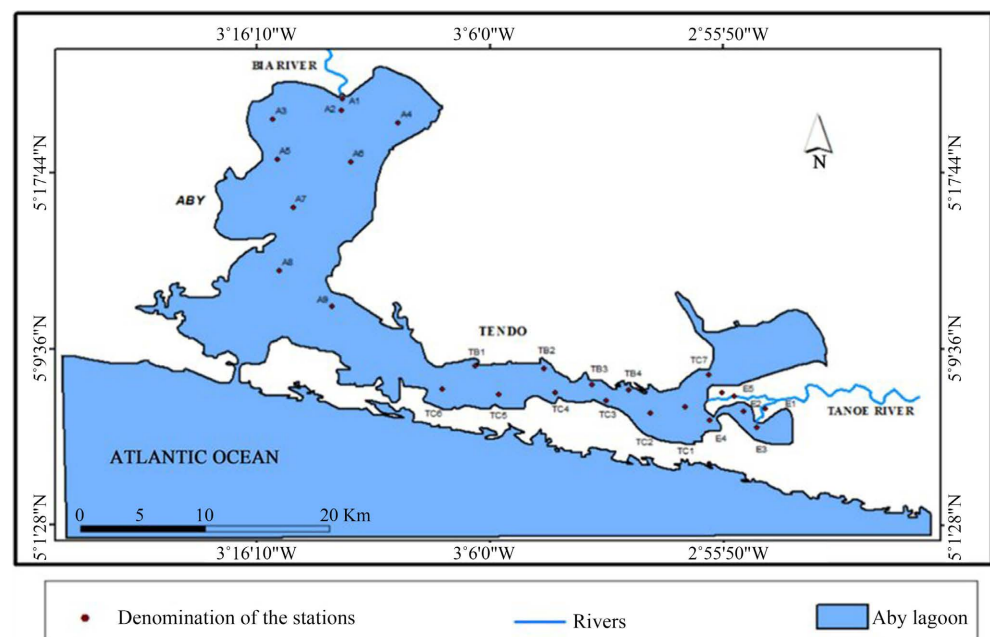 3°16'10"W 3°6'0"W 2°55'50"W
BIA RIVER
A1
A2
A3
A4
A5
A6
5°17'44"N
5°17'44"N
N
ABY
A7
A8
A9
TENDO
5°9'36"N
5°9'36"N
TB1
TB2
TB3
TB4
TC7
E5
E2
E1
TC6
TC5
TC4
TC3
TANOE RIVER
TC2
E4
E3
TC1
ATLANTIC OCEAN
0 5 10 20 Km
5°1'28"N
5°1'28"N
3°16'10"W 3°6'0"W 2°55'50"W
Denomination of the stations
Rivers
Aby lagoon